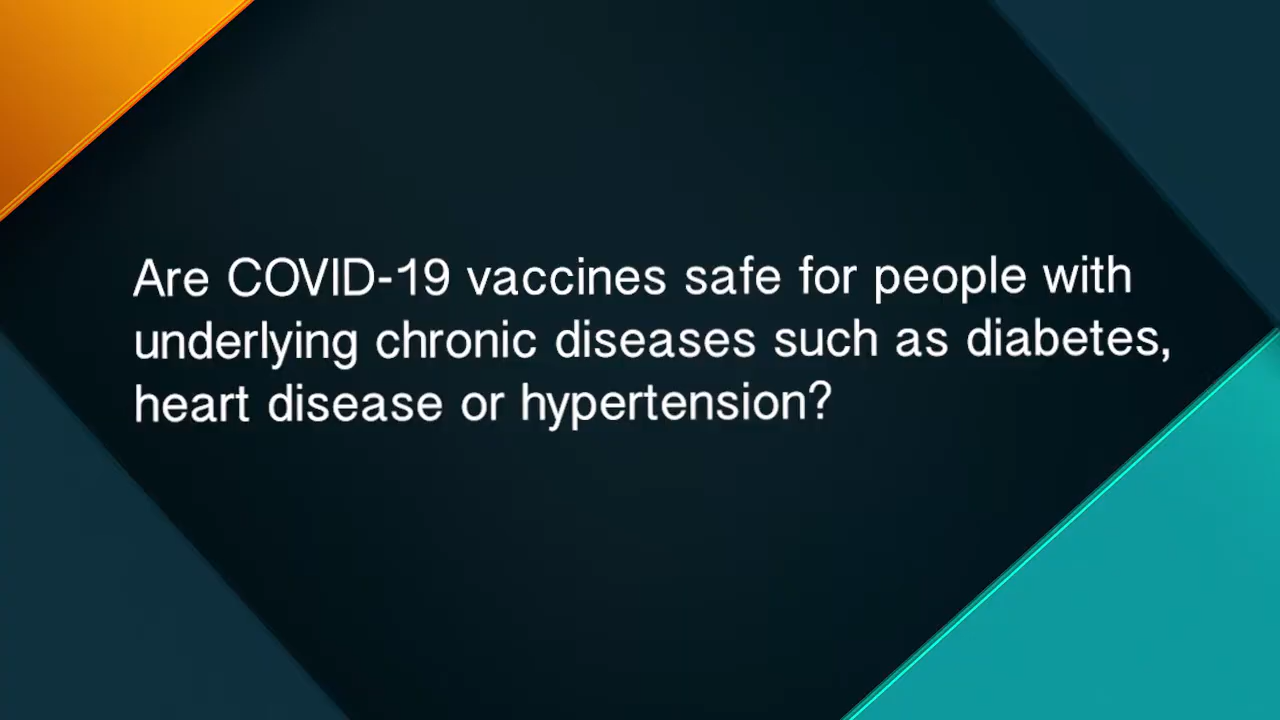 Are COVID-19 vaccines safe for people with
underlying chronic diseases such as diabetes,
heart disease or hypertension?